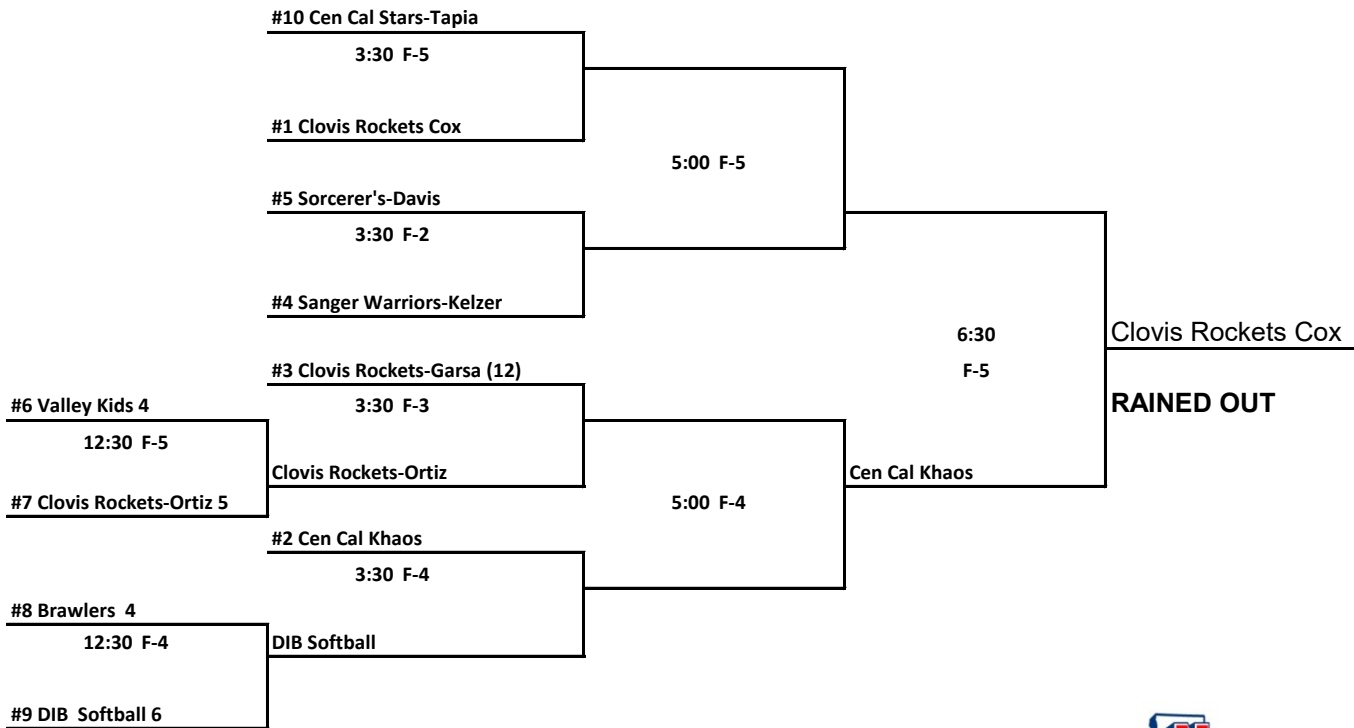 #10 Cen Cal Stars-Tapia
3:30 F-5
#1 Clovis Rockets Cox
5:00 F-5
#5 Sorcerer's-Davis
3:30 F-2
#4 Sanger Warriors-Kelzer
6:30
F-5
Clovis Rockets Cox
RAINED OUT
#3 Clovis Rockets-Garsa (12)
3:30 F-3
#6 Valley Kids 4
12:30 F-5
Clovis Rockets-Ortiz
#7 Clovis Rockets-Ortiz 5
5:00 F-4
Cen Cal Khaos
#2 Cen Cal Khaos
3:30 F-4
#8 Brawlers 4
12:30 F-4
DIB Softball
#9 DIB Softball 6